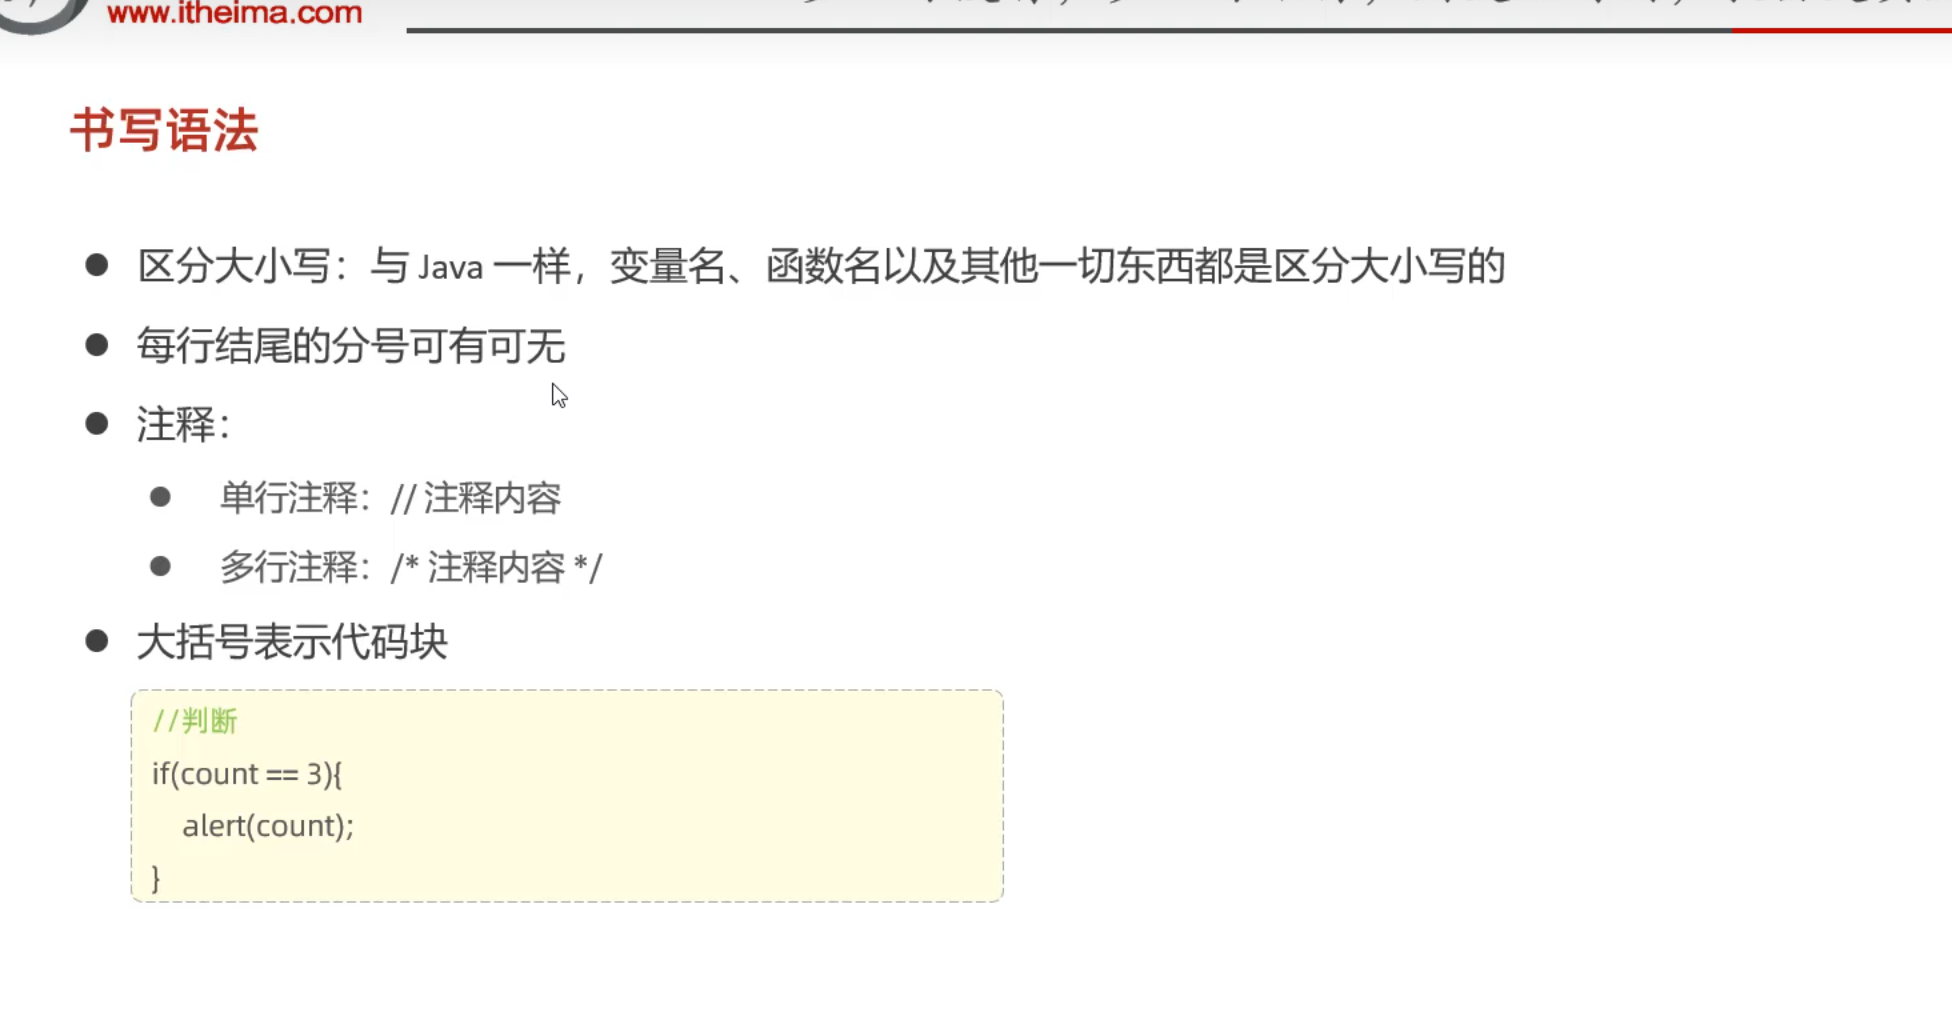 www.itheima.com
书写语法
● 区分大小写：与 Java 一样，变量名、函数名以及其他一切东西都是区分大小写的
● 每行结尾的分号可有可无
● 注释：
● 单行注释：// 注释内容
● 多行注释：/* 注释内容 */
● 大括号表示代码块
//判断
if(count == 3){
alert(count);
}